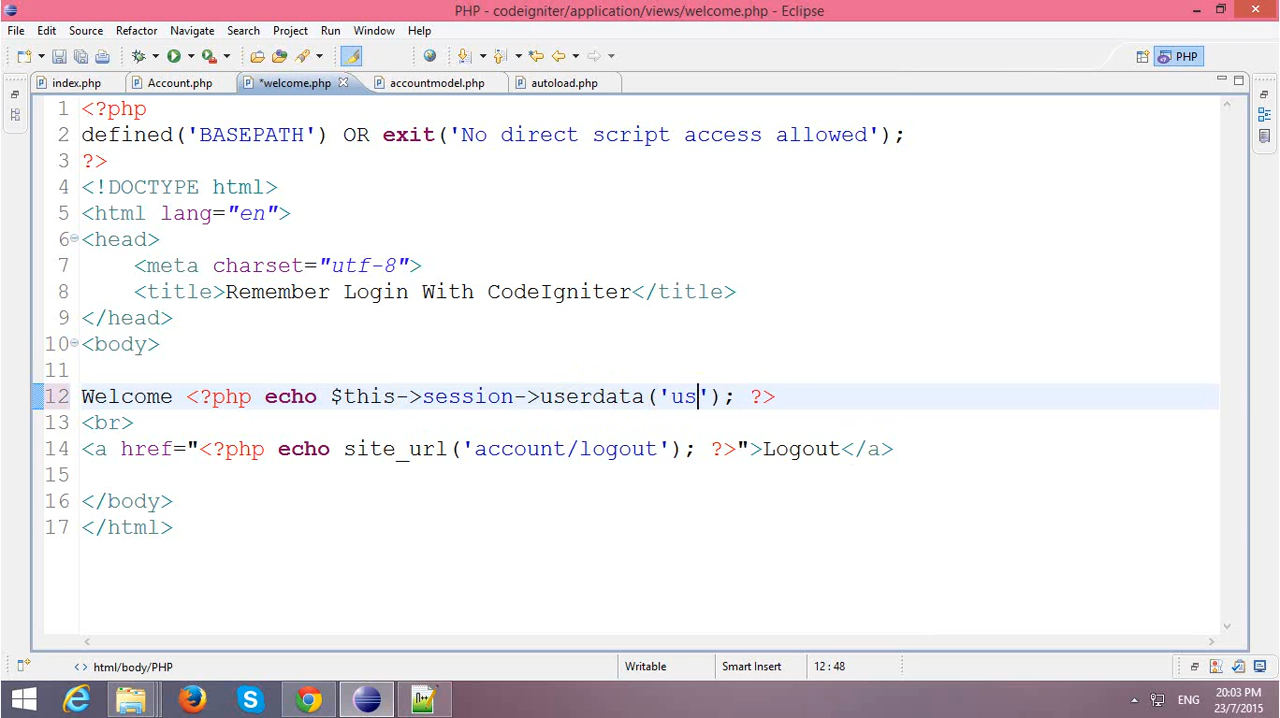 PHP - codeigniter/application/views/welcome.php - Eclipse
File Edit Source Refactor Navigate Search Project Run Window Help
PHP
index.php Account.php *welcome.php accountmodel.php autoload.php
1 <?php
2 defined('BASEPATH') OR exit('No direct script access allowed');
3 ?>
4 <!DOCTYPE html>
5 <html lang="en">
6 <head>
7 <meta charset="utf-8">
8 <title>Remember Login With CodeIgniter</title>
9 </head>
10 <body>
11
12 Welcome <?php echo $this->session->userdata('us'); ?>
13 <br>
14 <a href="<?php echo site_url('account/logout'); ?>">Logout</a>
15
16 </body>
17 </html>
html/body/PHP Writable Smart Insert 12 : 48
ENG
20:03 PM
23/7/2015